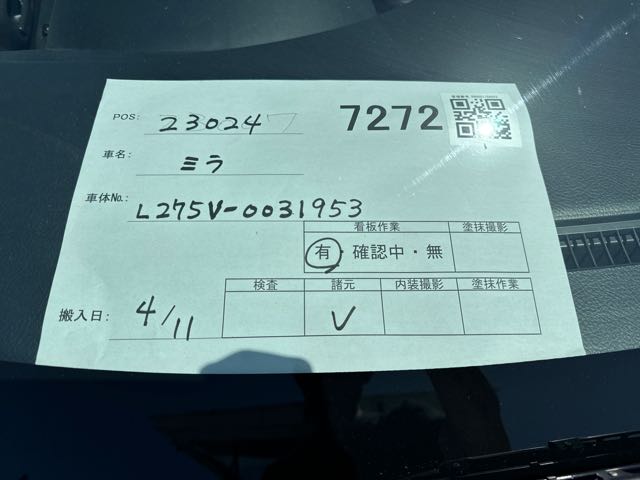 POS: 2302477 7272
車名: ミラ
車体No.: L275V-0031953
看板作業 塗抹撮影
有・確認中・無
検査 諸元 内装撮影 塗抹作業
搬入日: 4/11 V